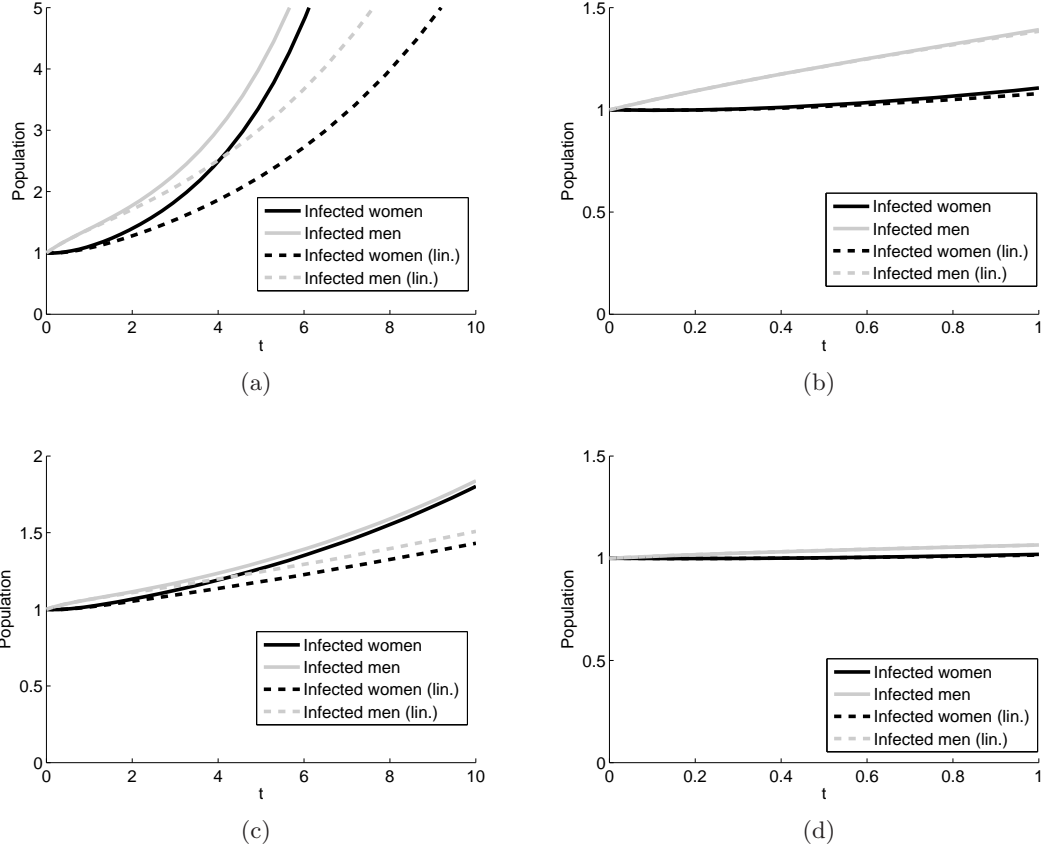 5
4
3
2
1
0
Population
0 2 4 6 8 10
t
Infected women
Infected men
Infected women (lin.)
Infected men (lin.)
(a)
1.5
1
0.5
0
Population
0 0.2 0.4 0.6 0.8 1
t
Infected women
Infected men
Infected women (lin.)
Infected men (lin.)
(b)
2
1.5
1
0.5
0
Population
0 2 4 6 8 10
t
Infected women
Infected men
Infected women (lin.)
Infected men (lin.)
(c)
1.5
1
0.5
0
Population
0 0.2 0.4 0.6 0.8 1
t
Infected women
Infected men
Infected women (lin.)
Infected men (lin.)
(d)